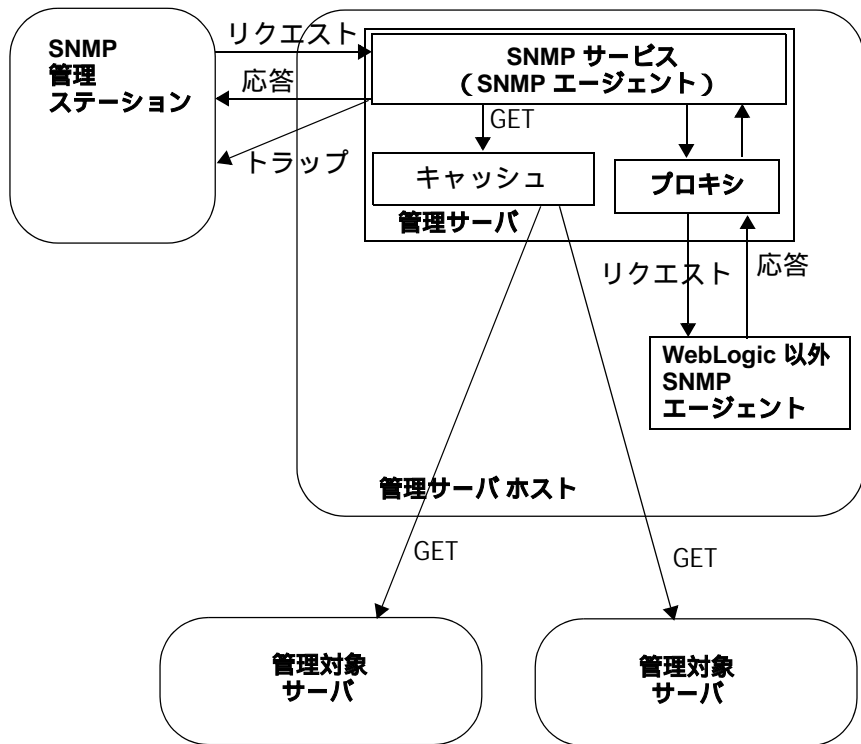 SNMP
管理
ステーション
リクエスト
応答
トラップ
SNMP サービス
（SNMP エージェント）
GET
キャッシュ
プロキシ
管理サーバ
リクエスト
応答
WebLogic 以外
SNMP
エージェント
管理サーバ ホスト
GET
GET
管理対象
サーバ
管理対象
サーバ